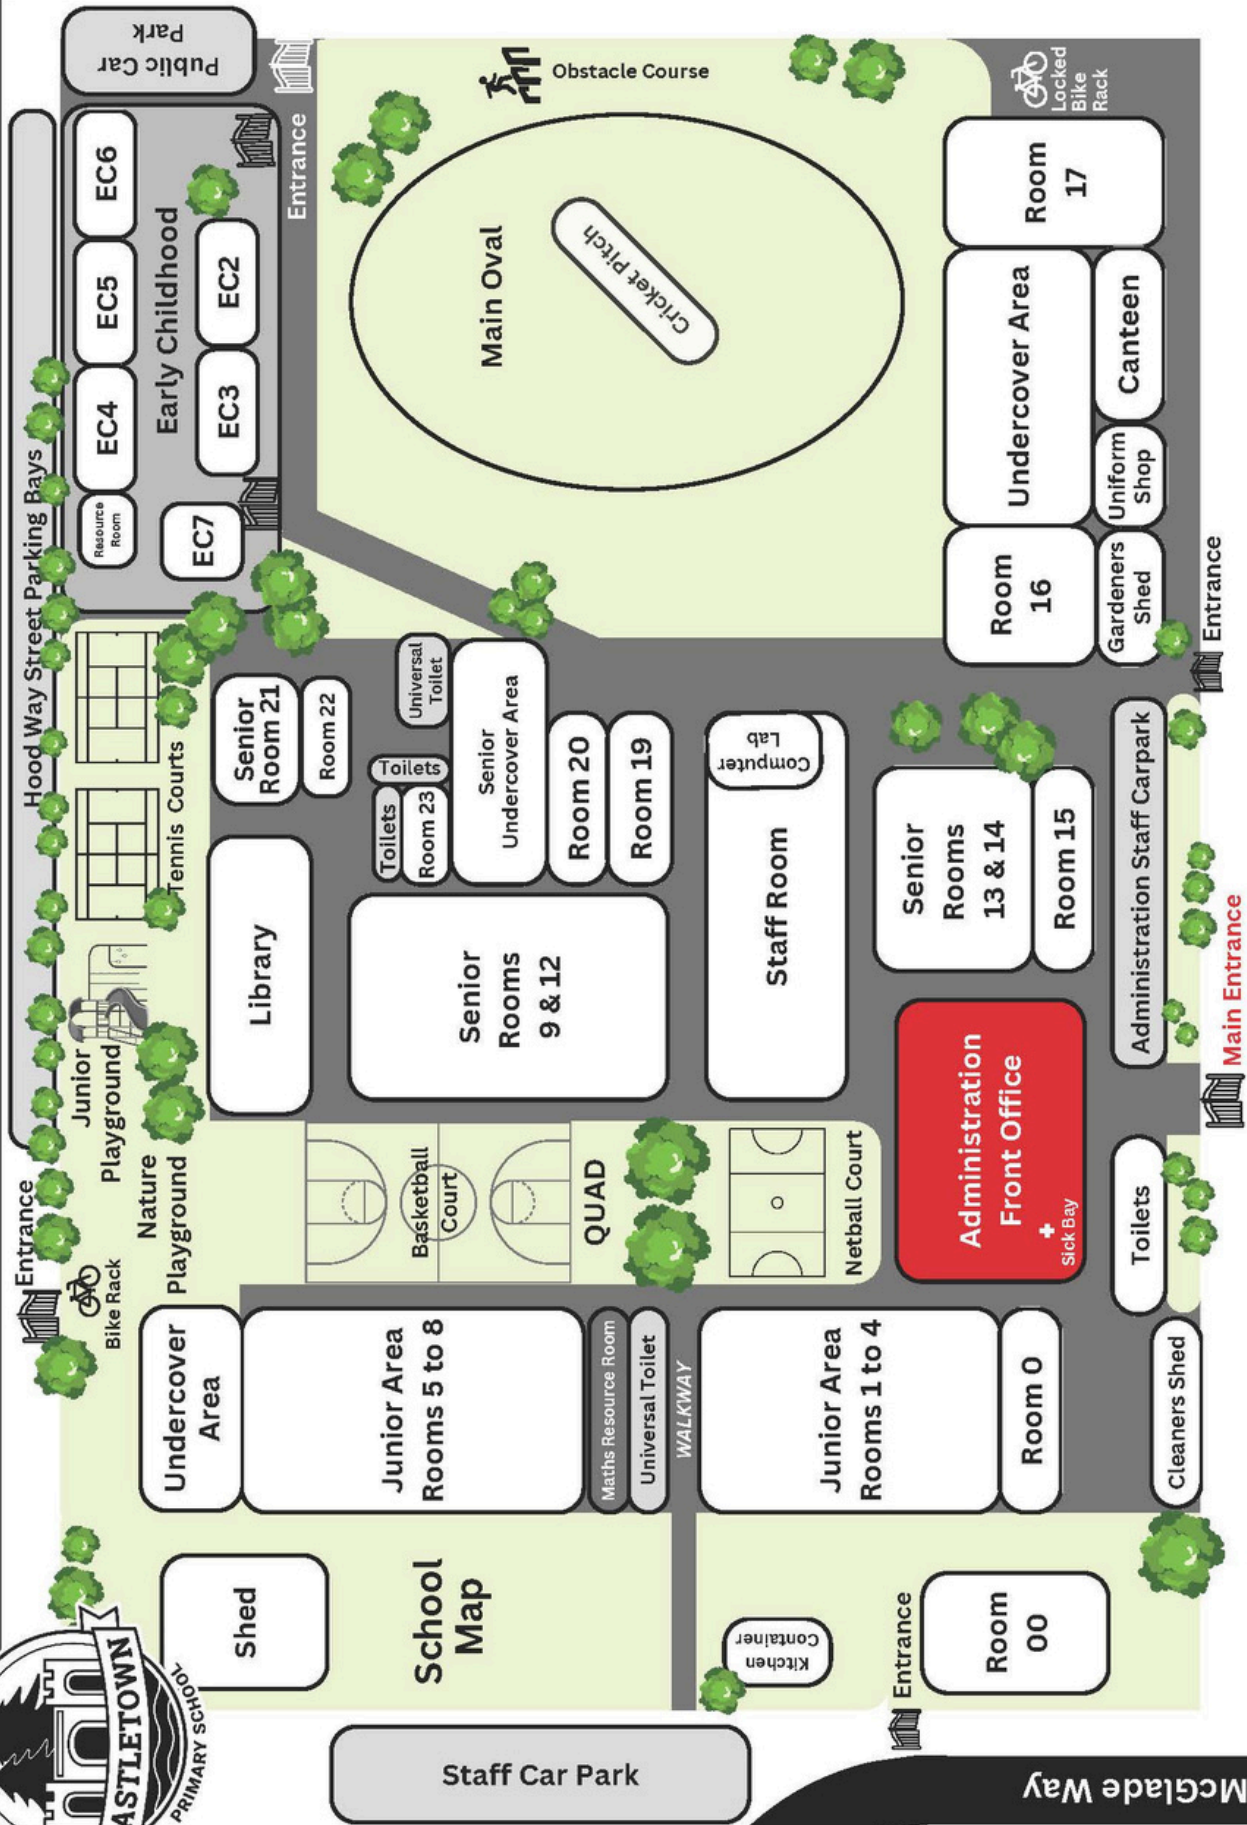 ASTLETOWN
PRIMARY SCHOOL
School
Map
Staff Car Park
McGlade Way
Shed
Kitchen
Container
Entrance
Room
00
Entrance
Bike Rack
Nature
Playground
Junior
Playground
Undercover
Area
Junior Area
Rooms 5 to 8
Maths Resource Room
Universal Toilet
WALKWAY
Junior Area
Rooms 1 to 4
Room 0
Cleaners Shed
Basketball
Court
QUAD
Netball Court
Administration
Front Office
Sick Bay
Toilets
Main Entrance
Administration Staff Carpark
Library
Senior
Rooms
9 & 12
Staff Room
Computer
Lab
Senior
Rooms
13 & 14
Room 15
Tennis Courts
Hood Way Street Parking Bays
Senior
Room 21
Room 22
Toilets
Toilets
Room 23
Universal
Toilet
Senior
Undercover Area
Room 20
Room 19
Entrance
Resource
Room
EC7
EC4
EC5
EC6
Early Childhood
EC3
EC2
Public Car
Park
Entrance
Main Oval
Cricket Pitch
Obstacle Course
Room
16
Gardeners
Shed
Undercover Area
Uniform
Shop
Canteen
Room
17
Locked
Bike
Rack